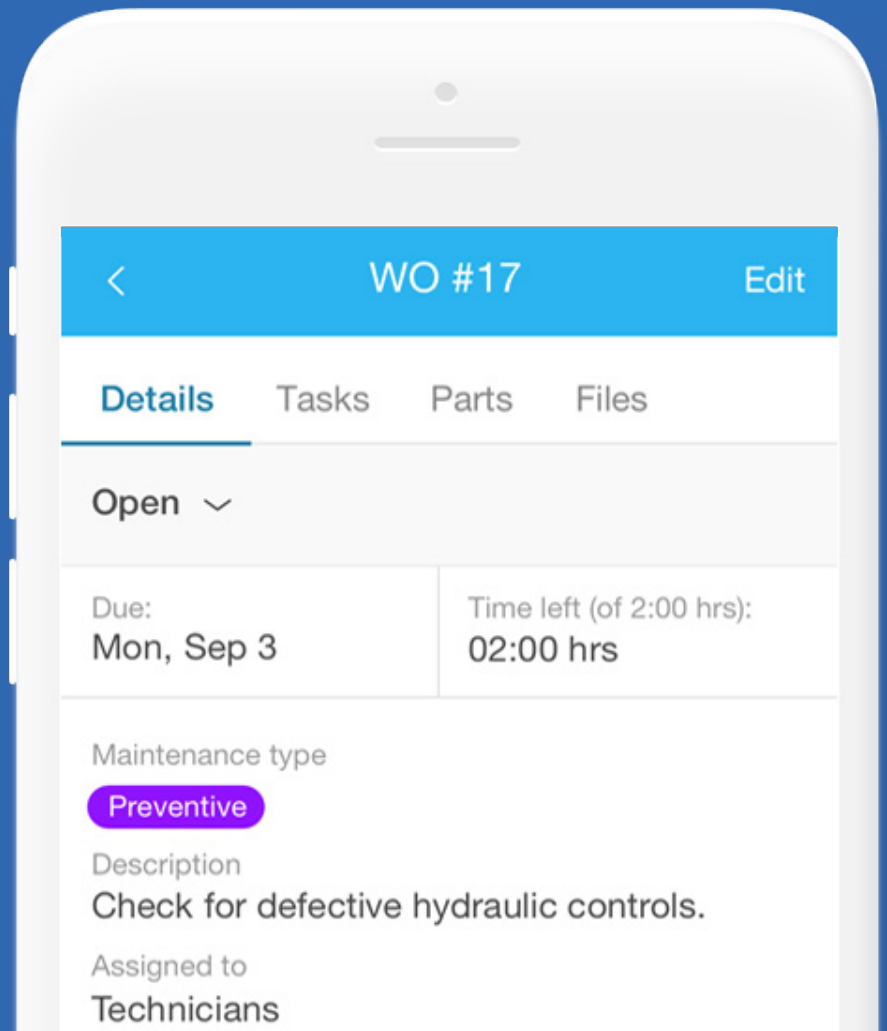 WO #17
Edit
Details Tasks Parts Files
Open
Due:
Mon, Sep 3
Time left (of 2:00 hrs):
02:00 hrs
Maintenance type
Preventive
Description
Check for defective hydraulic controls.
Assigned to
Technicians